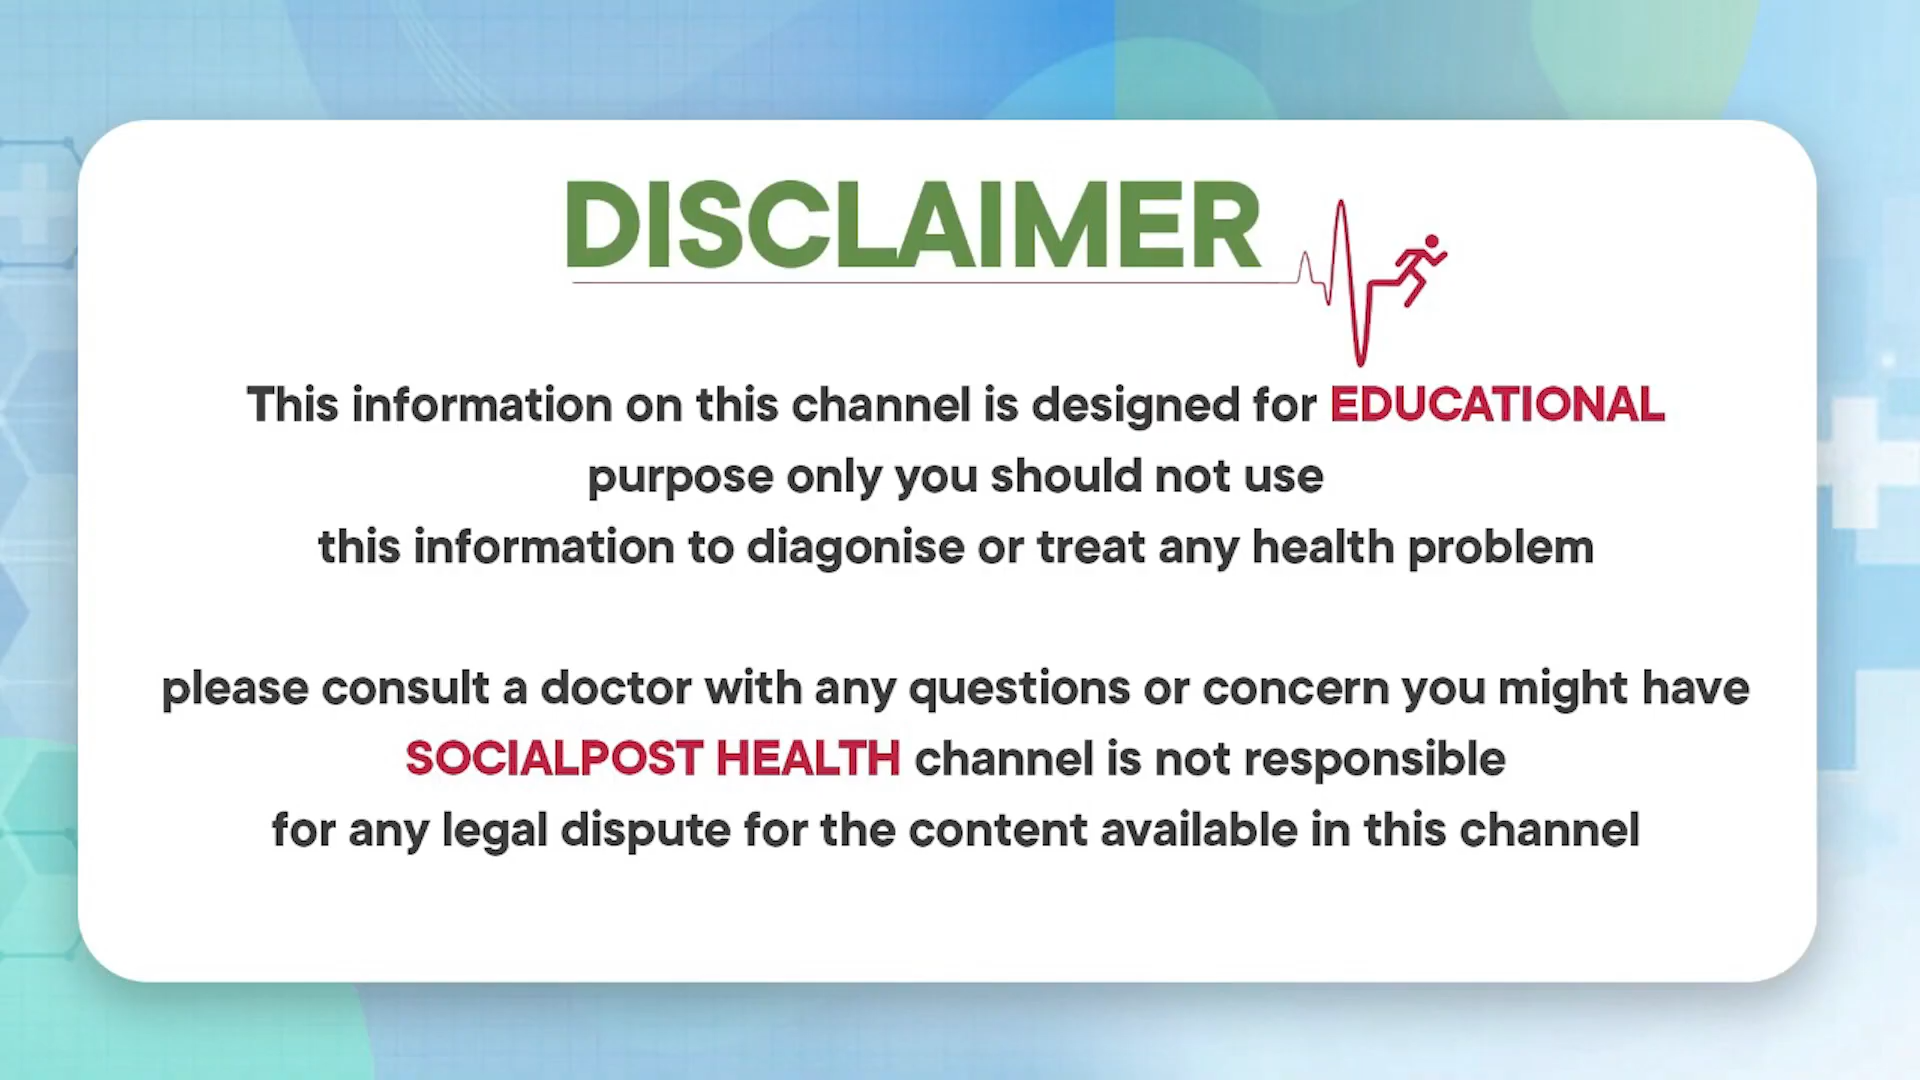 DISCLAIMER
This information on this channel is designed for EDUCATIONAL
purpose only you should not use
this information to diagonise or treat any health problem
please consult a doctor with any questions or concern you might have
SOCIALPOST HEALTH channel is not responsible
for any legal dispute for the content available in this channel